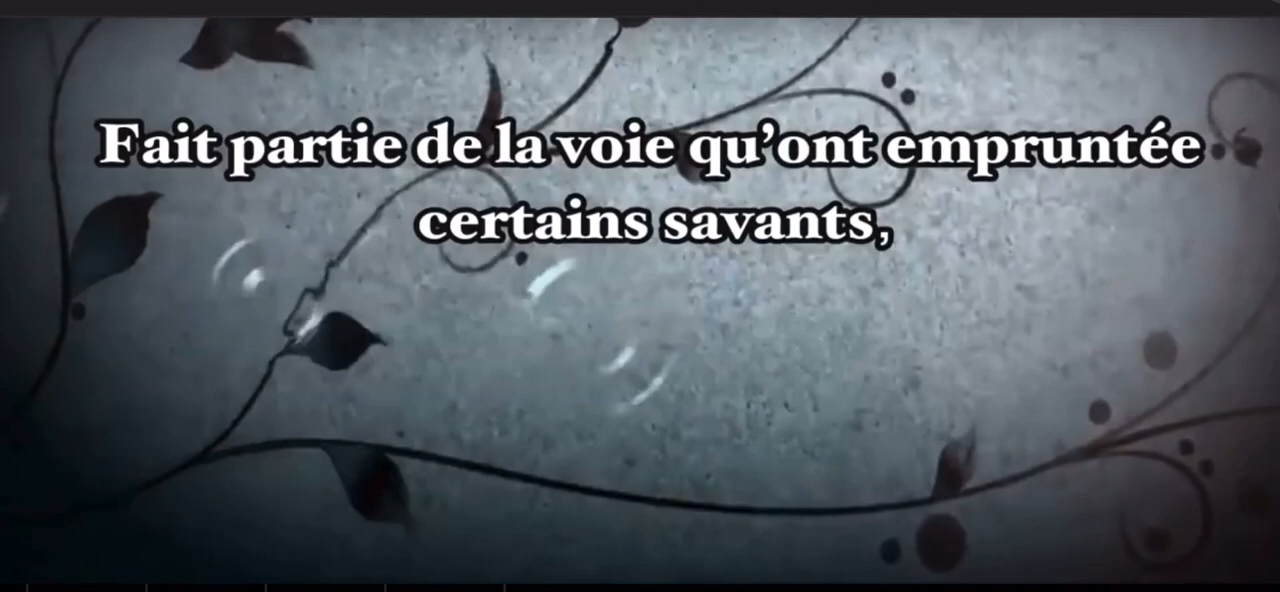 Fait partie de la voie qu’ont empruntée
certains savants,